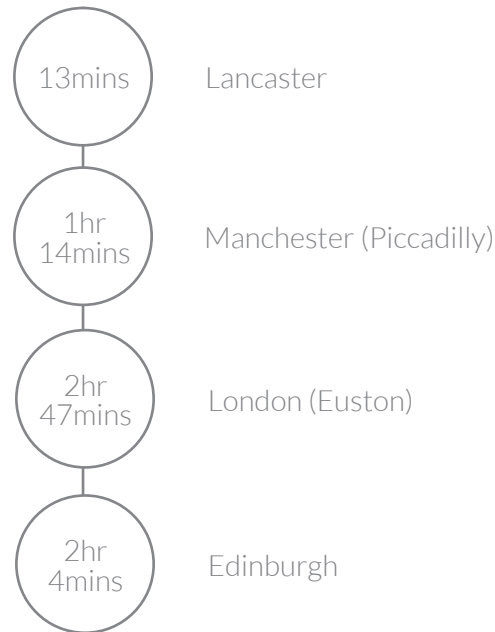 13mins
Lancaster
1hr
14mins
Manchester (Piccadilly)
2hr
47mins
London (Euston)
2hr
4mins
Edinburgh